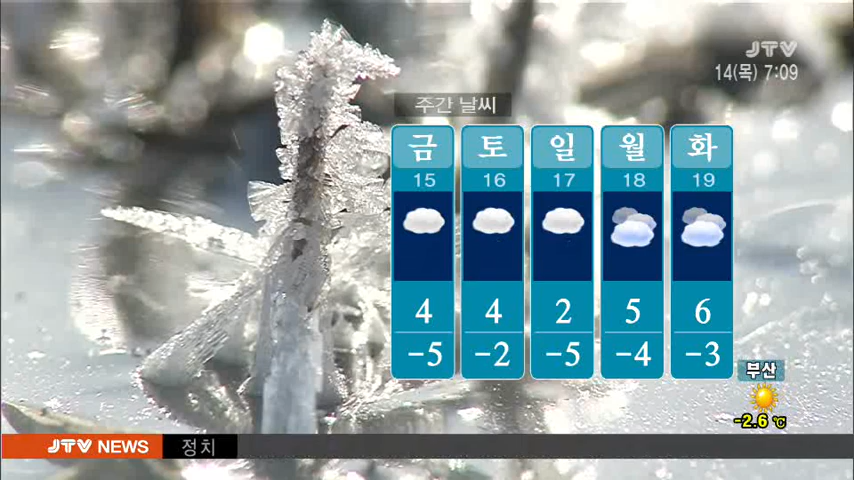 JTV
14(목) 7:09
주간 날씨
금 토 일 월 화
15 16 17 18 19
4 4 2 5 6
-5 -2 -5 -4 -3
부산
-2.6 ℃
JTV NEWS 정치